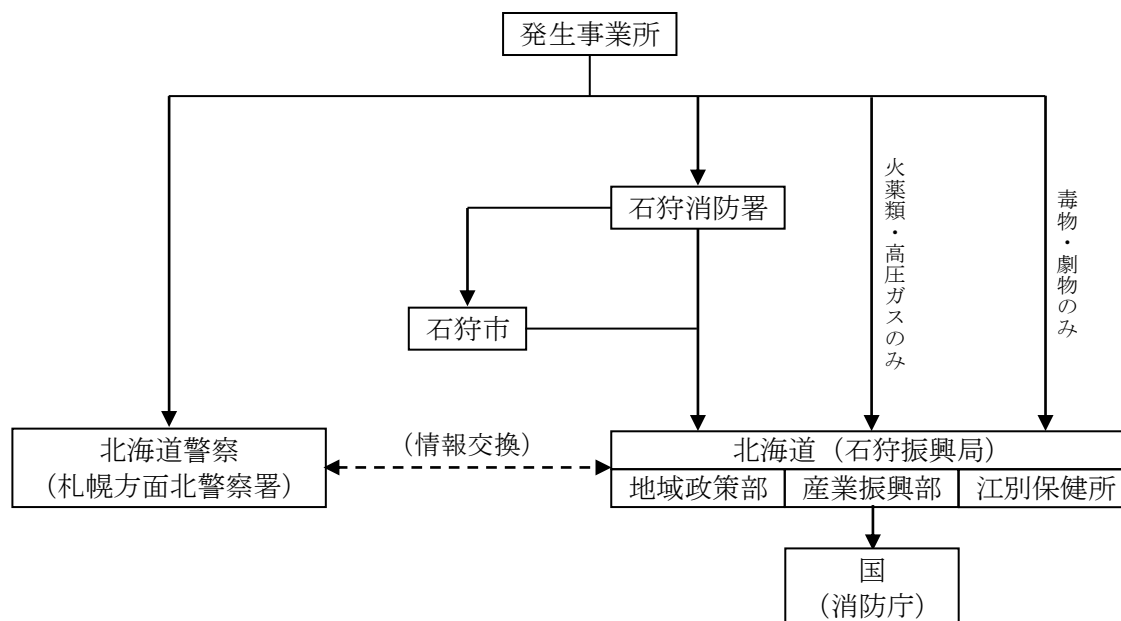 発生事業所
石狩消防署
火薬類・高圧ガスのみ
毒物・劇物のみ
石狩市
北海道警察
（札幌方面北警察署）
（情報交換）
北海道（石狩振興局）
地域政策部
産業振興部
江別保健所
国
（消防庁）